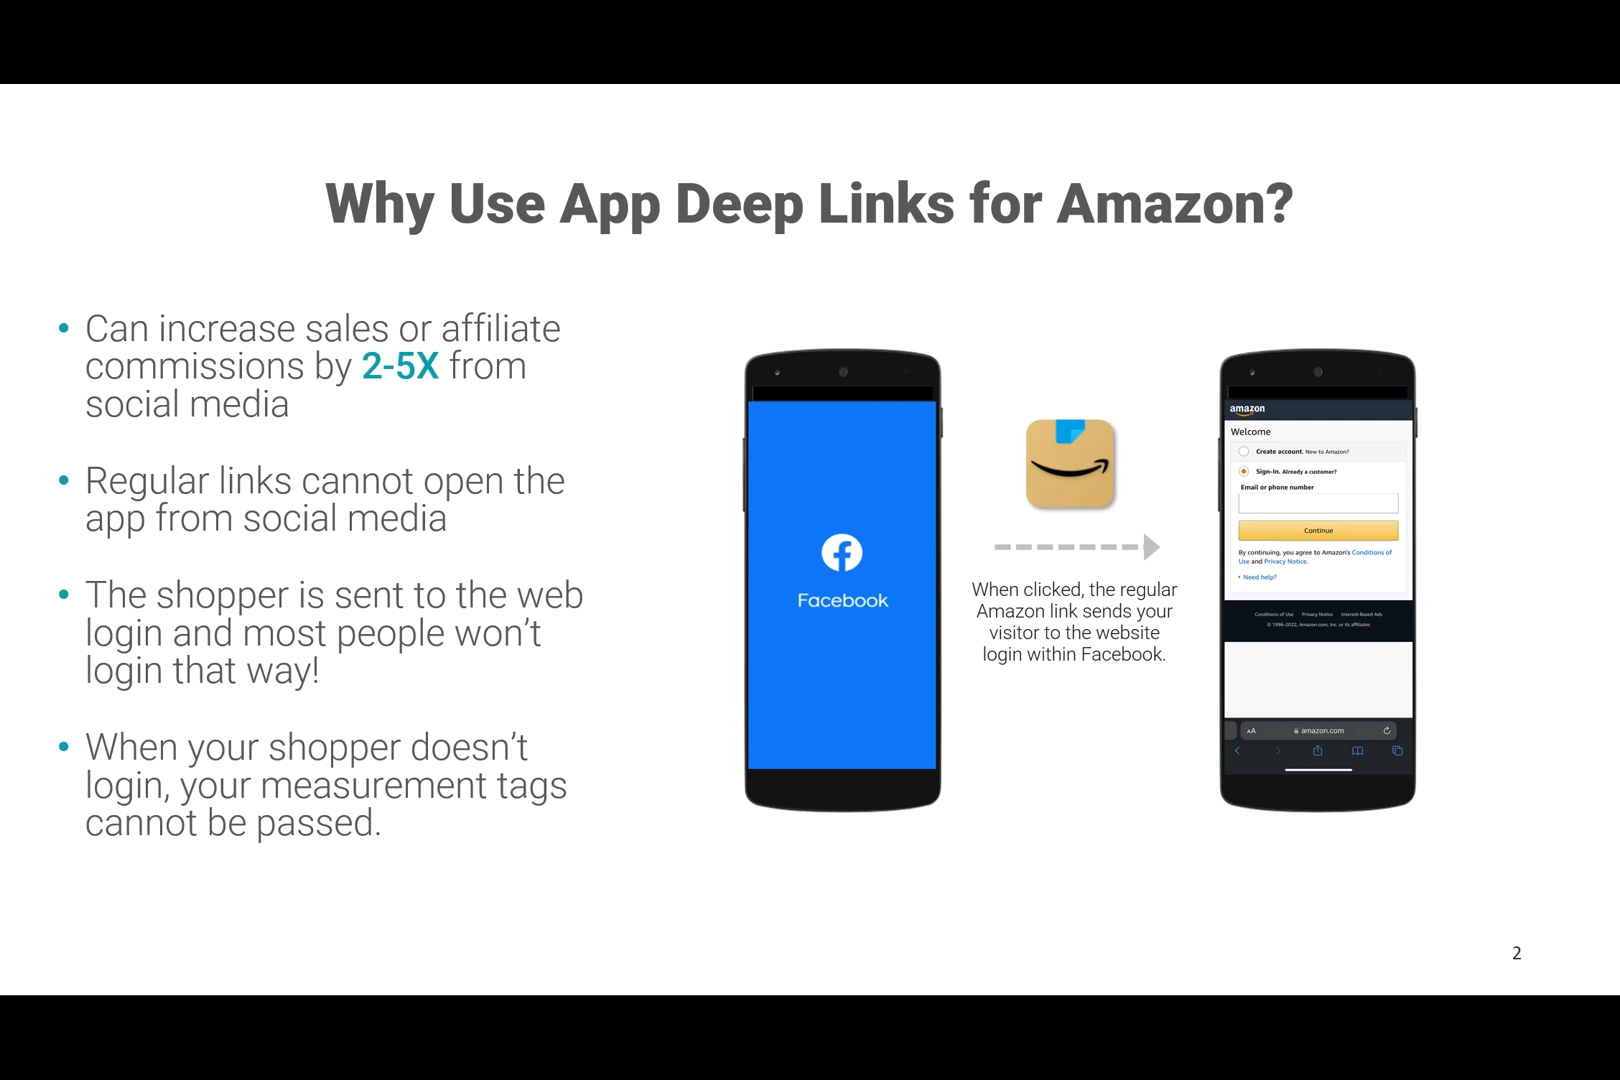 Why Use App Deep Links for Amazon?
• Can increase sales or affiliate
commissions by 2-5X from
social media
• Regular links cannot open the
app from social media
• The shopper is sent to the web
login and most people won’t
login that way!
• When your shopper doesn’t
login, your measurement tags
cannot be passed.
Facebook
When clicked, the regular
Amazon link sends your
visitor to the website
login within Facebook.
amazon
Welcome
Create account. New to Amazon?
Sign-In. Already a customer?
Email or phone number
Continue
By continuing, you agree to Amazon's Conditions of
Use and Privacy Notice.
Need help?
Conditions of Use Privacy Notice Interest-Based Ads
© 1996-2022, Amazon.com, Inc. or its affiliates
AA amazon.com
2